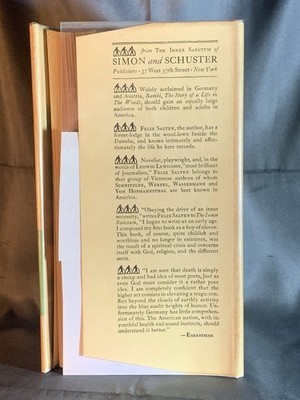 from THE INNER SANCTUM of
SIMON and SCHUSTER
Publishers · 37 West 57th Street · New York
Widely acclaimed in Germany
and Austria, Bambi, The Story of a Life in
The Woods, should gain an equally large
audience of both children and adults in
America.
FELIX SALTEN, the author, has a
forest-lodge in the wood-lawn beside the
Danube, and knows intimately and affec-
tionately the life he here records.
Novelist, playwright, and, in the
words of LUDWIG LEWISOHN, "most brilliant
of journalists," FELIX SALTEN belongs to
that group of Viennese authors of whom
SCHNITZLER, WERFEL, WASSERMANN and
VON HOFMANNSTHAL are best known in
America.
"Obeying the drive of an inner
necessity," writes FELIX SALTEN to The Inner
Sanctum, "I began to write at an early age.
I composed my first book as a boy of eleven.
This book, of course, quite childish and
worthless and no longer in existence, was
the result of a spiritual crisis and concerns
itself with God, religion, and the different
sects.
"I am sure that death is simply
a cheap and bad idea of most poets, just as
even God must consider it a rather poor
idea. I am completely confident that the
higher art consists in elevating a tragic con-
flict beyond the clouds of earthly activity
into the blue sunlit heights of humor. Un-
fortunately Germany has little comprehen-
sion of this. The American nation, with its
youthful health and sound instincts, should
understand it better."
—ESSANDESS